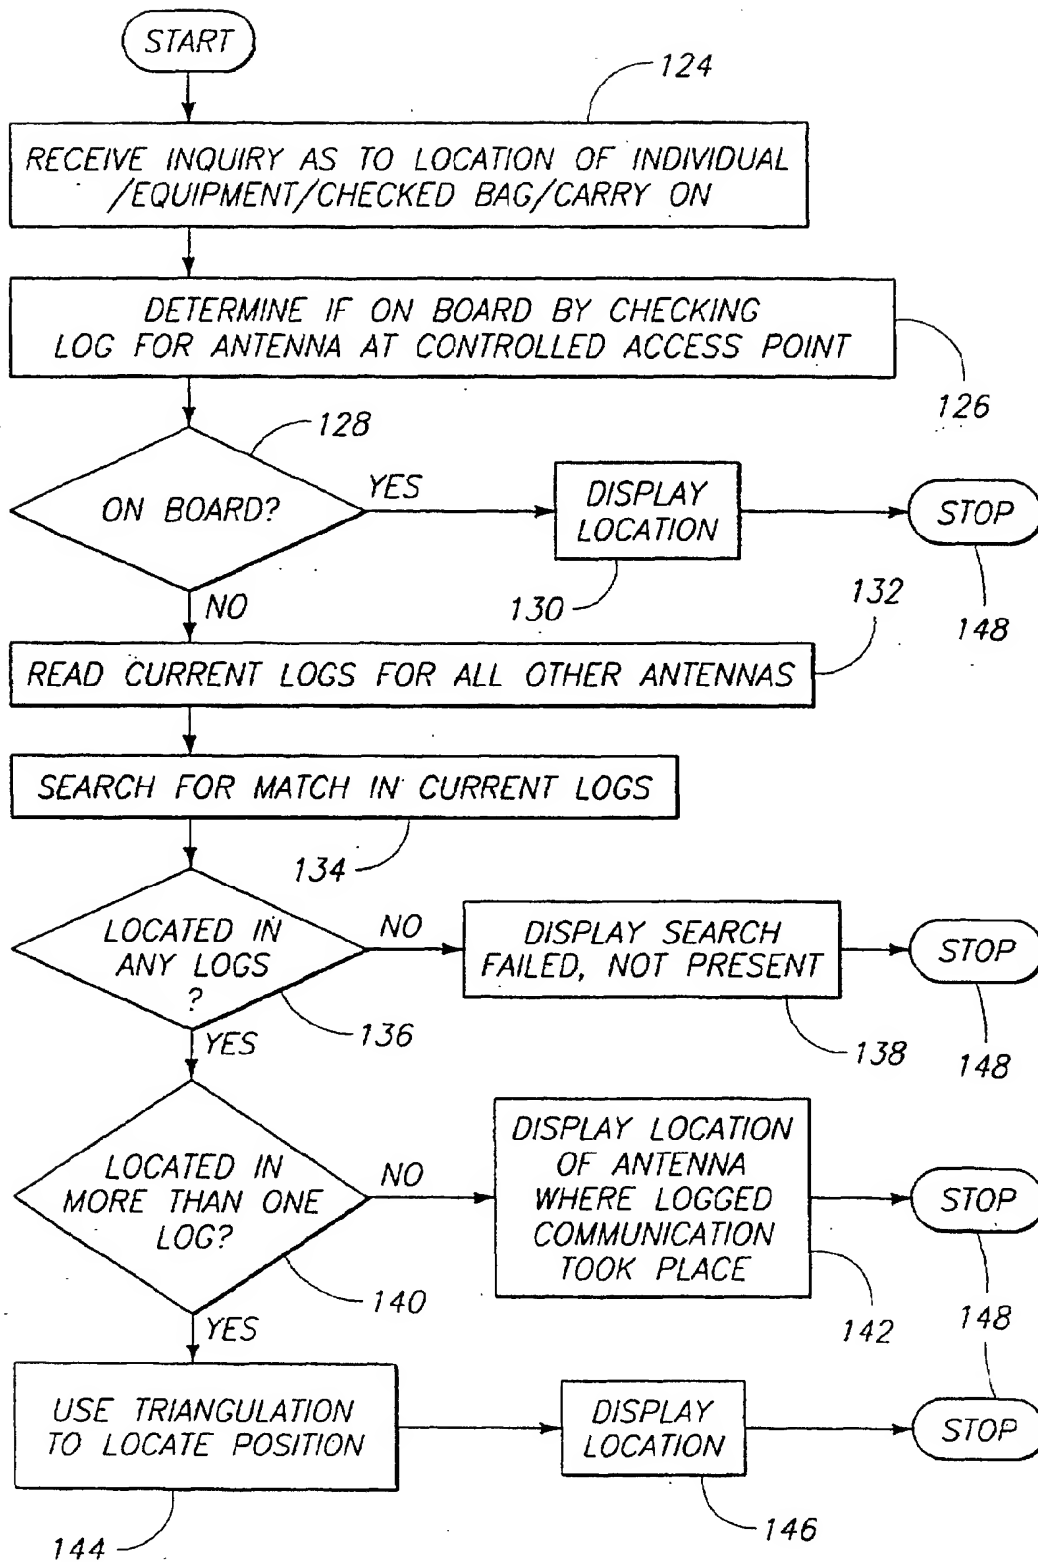 START
124
RECEIVE INQUIRY AS TO LOCATION OF INDIVIDUAL
/EQUIPMENT/CHECKED BAG/CARRY ON
DETERMINE IF ON BOARD BY CHECKING
LOG FOR ANTENNA AT CONTROLLED ACCESS POINT
126
128
ON BOARD?
YES
DISPLAY
LOCATION
STOP
130
148
NO
132
READ CURRENT LOGS FOR ALL OTHER ANTENNAS
SEARCH FOR MATCH IN CURRENT LOGS
134
LOCATED IN
ANY LOGS
?
NO
DISPLAY SEARCH
FAILED, NOT PRESENT
STOP
136
138
148
YES
LOCATED IN
MORE THAN ONE
LOG?
NO
DISPLAY LOCATION
OF ANTENNA
WHERE LOGGED
COMMUNICATION
TOOK PLACE
STOP
140
142
148
YES
USE TRIANGULATION
TO LOCATE POSITION
DISPLAY
LOCATION
STOP
144
146